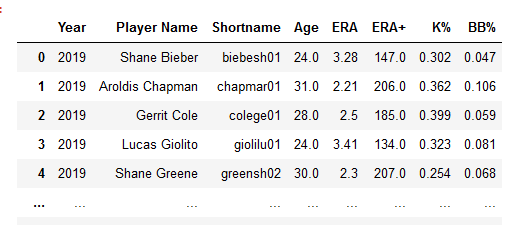 Year Player Name Shortname Age ERA ERA+ K% BB%
0 2019 Shane Bieber biebesh01 24.0 3.28 147.0 0.302 0.047
1 2019 Aroldis Chapman chapmar01 31.0 2.21 206.0 0.362 0.106
2 2019 Gerrit Cole colege01 28.0 2.5 185.0 0.399 0.059
3 2019 Lucas Giolito giolilu01 24.0 3.41 134.0 0.323 0.081
4 2019 Shane Greene greensh02 30.0 2.3 207.0 0.254 0.068
... ... ... ... ... ... ... ... ...